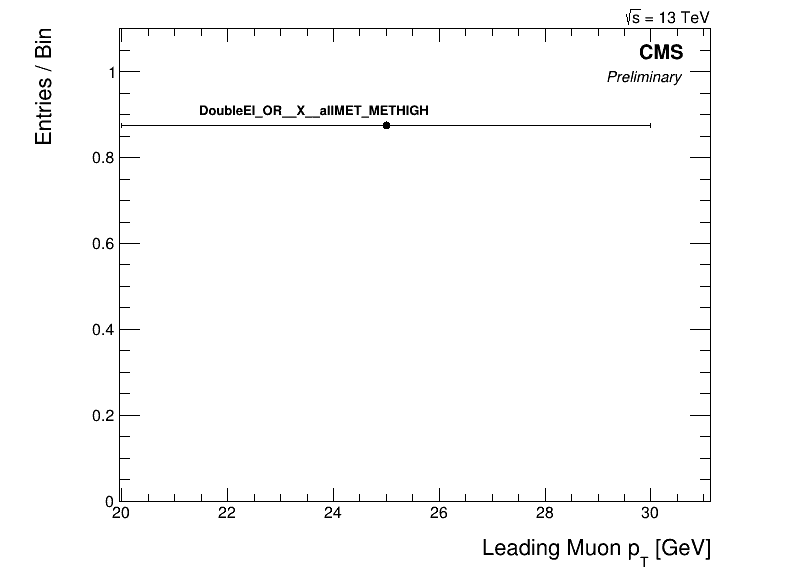 √s = 13 TeV
CMS
Preliminary
Entries / Bin
1
DoubleEl_OR__X__allMET_METHIGH
0.8
0.6
0.4
0.2
0
20 22 24 26 28 30
Leading Muon pT [GeV]